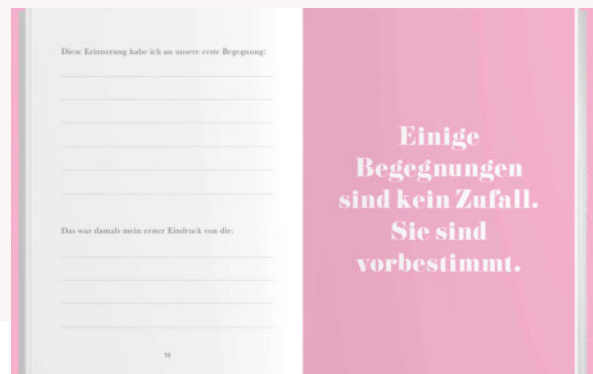 Diese Erinnerung habe ich an unsere erste Begegnung:
Das war damals mein erster Eindruck von dir:
Einige
Begegnungen
sind kein Zufall.
Sie sind
vorbestimmt.